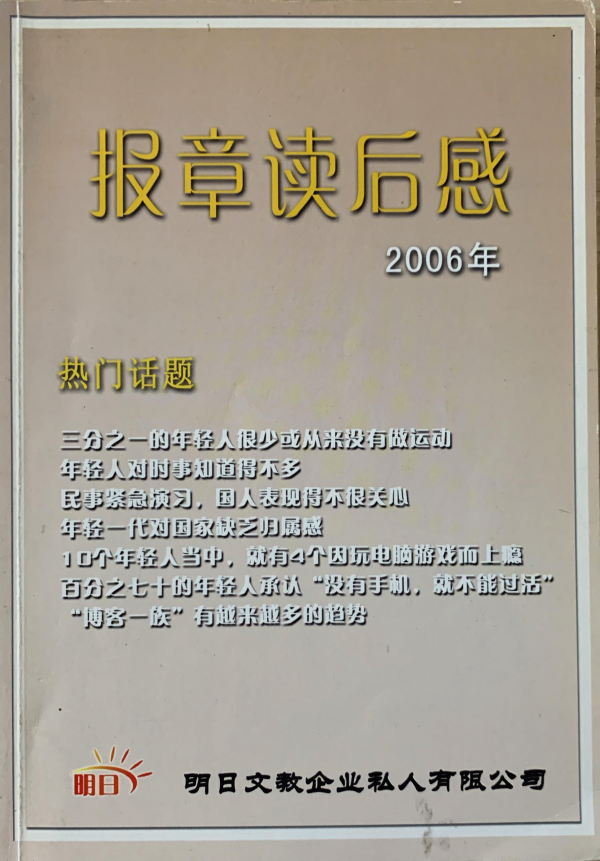 报章读后感
2006年
热门话题
三分之一的年轻人很少或从来没有做运动
年轻人对时事知道得不多
民事紧急演习，国人表现得不很关心
年轻一代对国家缺乏归属感
10个年轻人当中，就有4个因玩电脑游戏而上瘾
百分之七十的年轻人承认“没有手机，就不能过活”
“博客一族”有越来越多的趋势
明日
明日文教企业私人有限公司